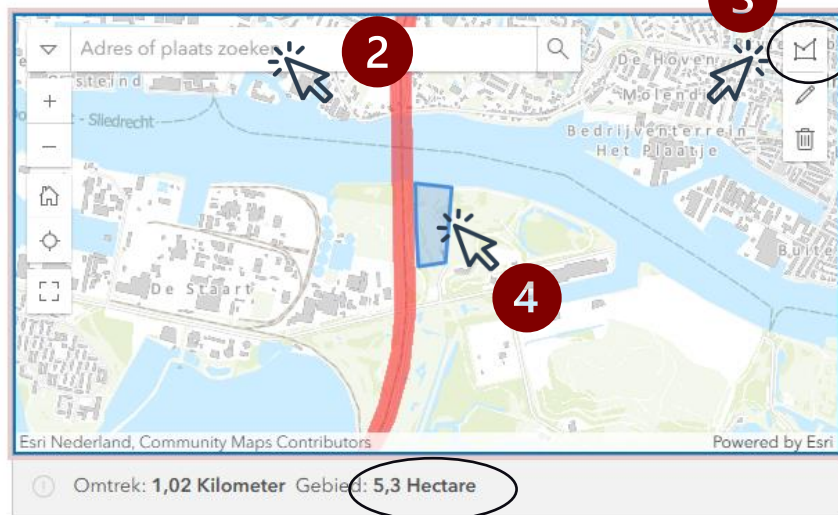 3
Adres of plaats zoeken
2
De Hoven
Molend
steind
Sliedrecht
Bedrijventerrein
Het Plaatje
Buite
De Staart
4
Esri Nederland, Community Maps Contributors
Powered by Esri
Omtrek: 1,02 Kilometer Gebied: 5,3 Hectare